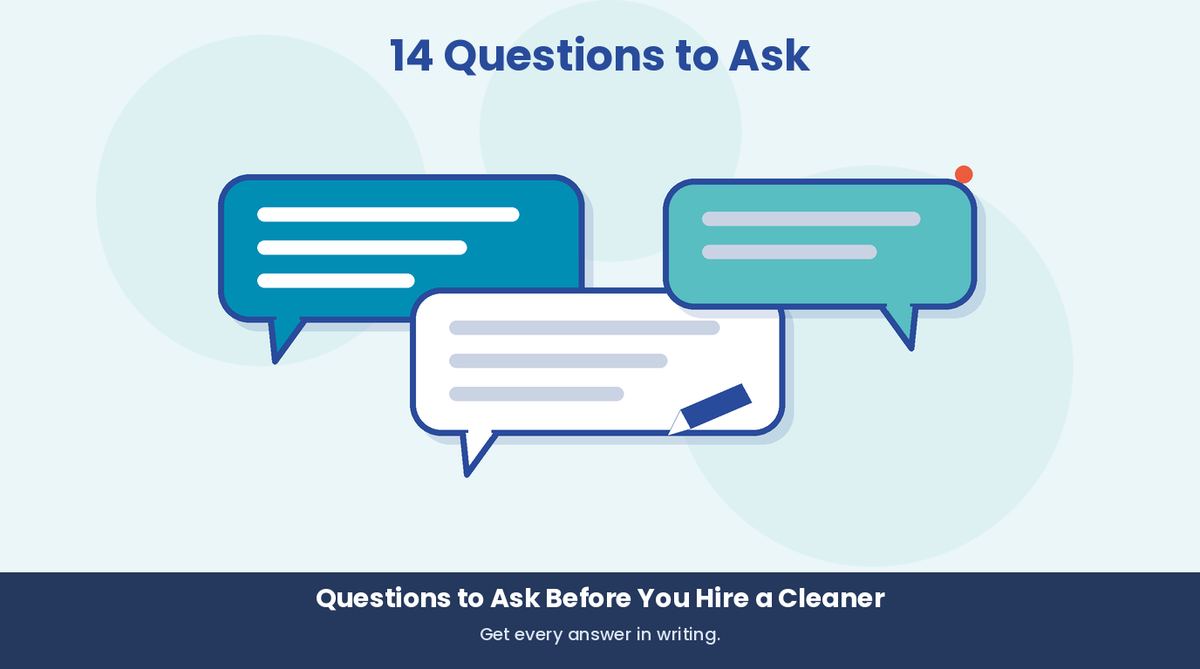 14 Questions to Ask
Questions to Ask Before You Hire a Cleaner
Get every answer in writing.